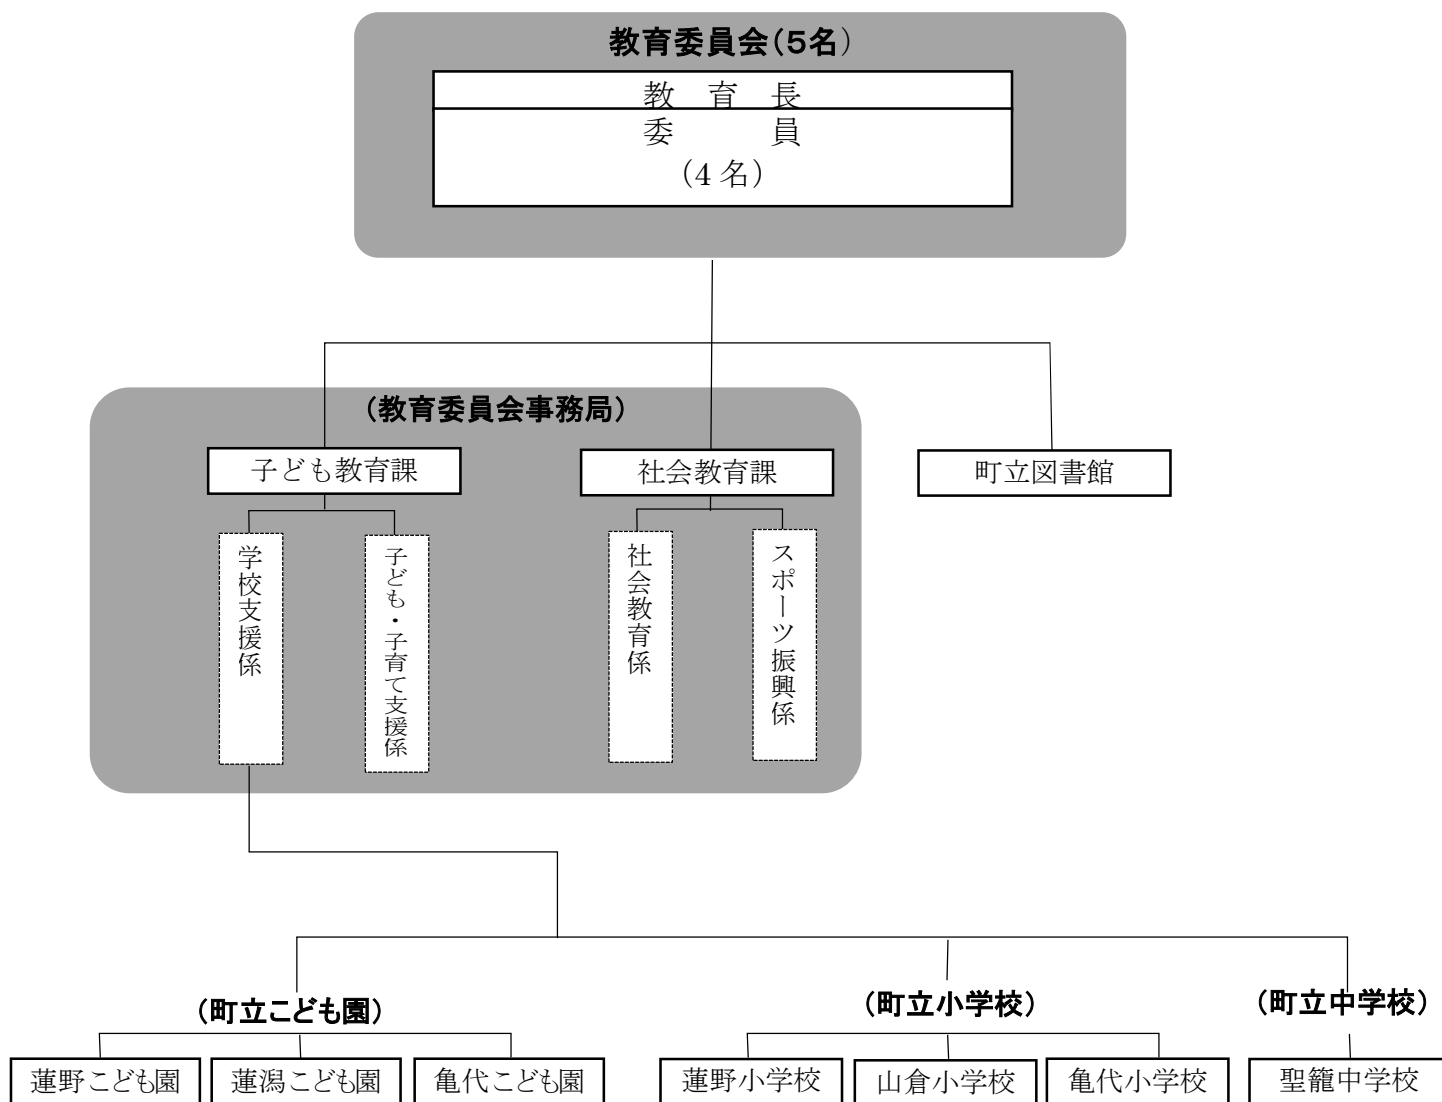 教育委員会(5名)
教　育　長
委　　　員
(4 名)
(教育委員会事務局)
子ども教育課
社会教育課
町立図書館
学校支援係
子ども・子育て支援係
社会教育係
スポーツ振興係
(町立こども園)
(町立小学校)
(町立中学校)
蓮野こども園
蓮潟こども園
亀代こども園
蓮野小学校
山倉小学校
亀代小学校
聖籠中学校